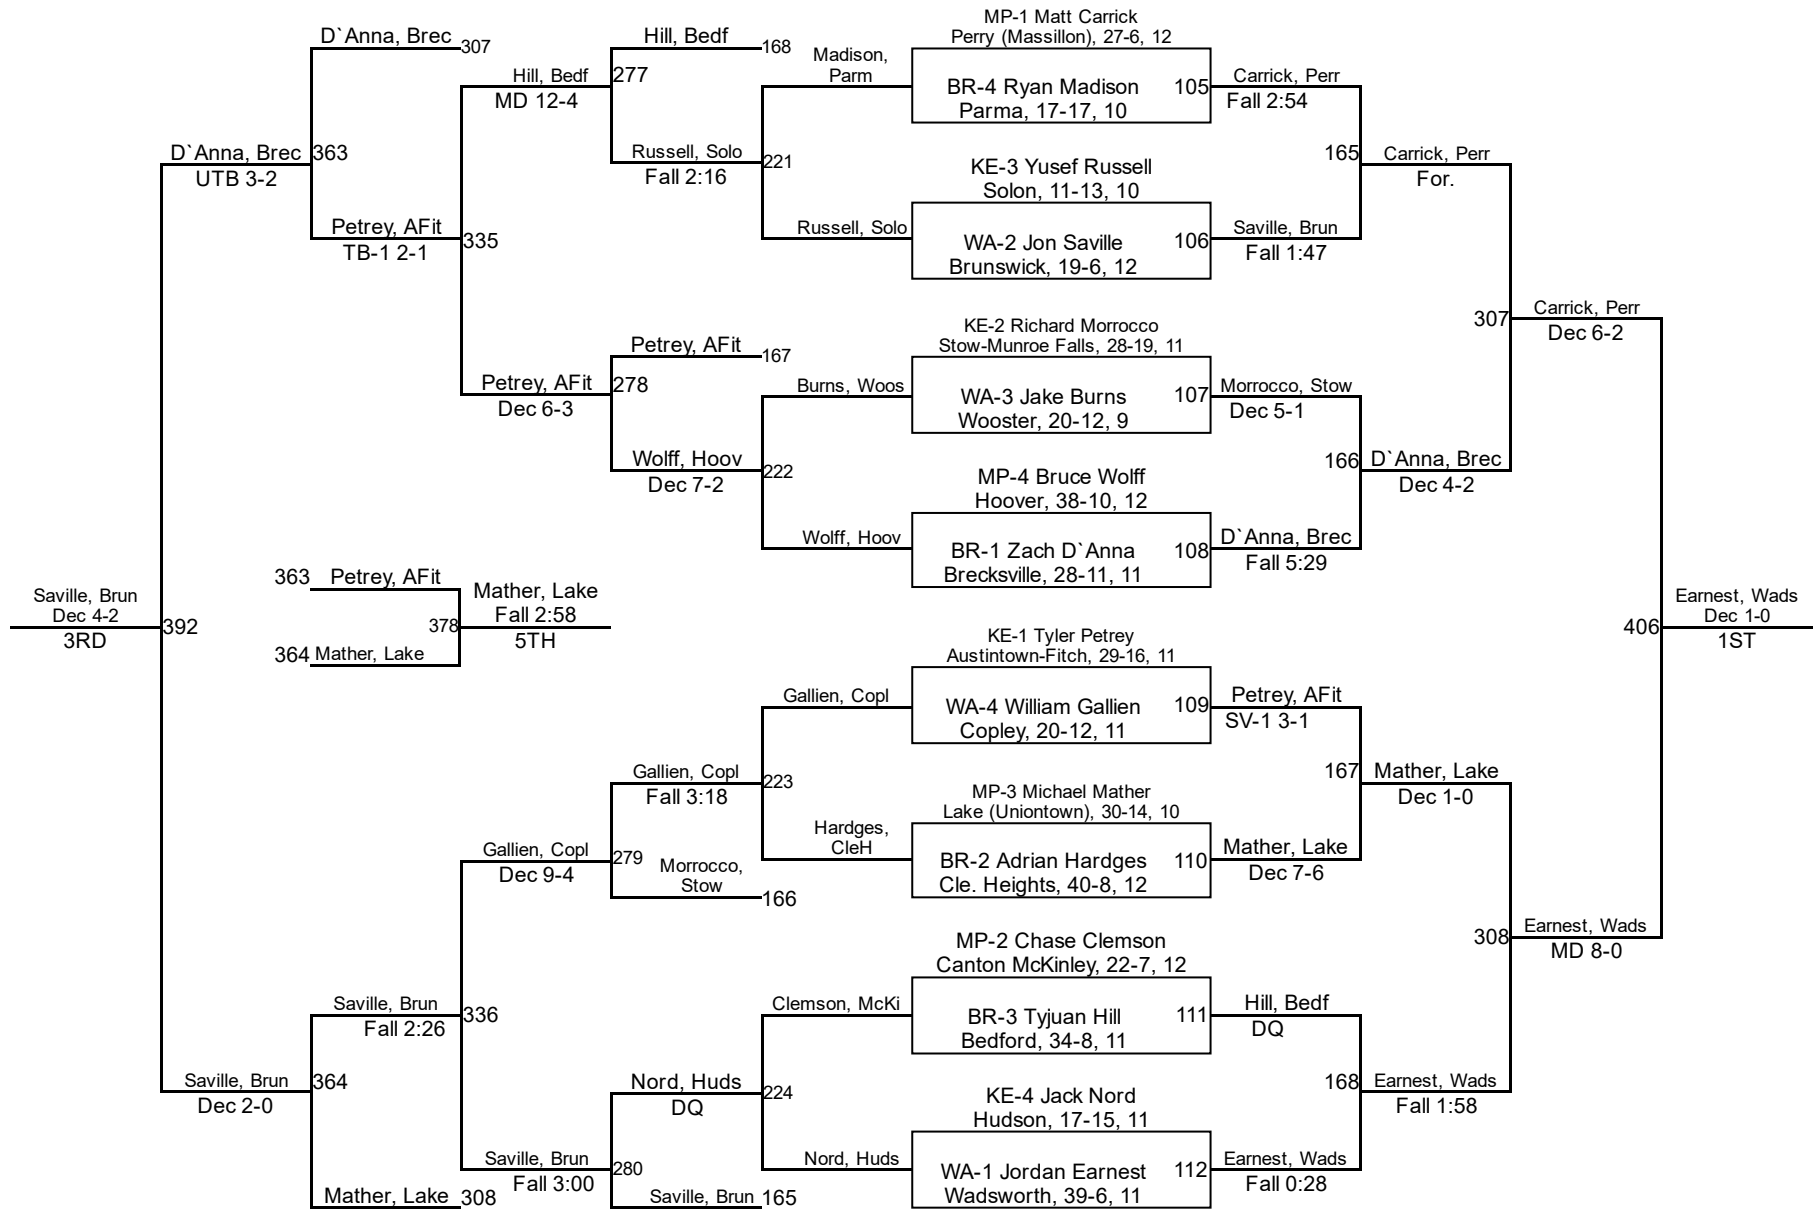 MP-1 Matt Carrick
Perry (Massillon), 27-6, 12
D`Anna, Brec
307
Hill, Bedf
168
Madison,
Parm
Hill, Bedf
277
MD 12-4
BR-4 Ryan Madison
Parma, 17-17, 10
105
Carrick, Perr
Fall 2:54
D`Anna, Brec
363
UTB 3-2
Russell, Solo
221
Fall 2:16
KE-3 Yusef Russell
Solon, 11-13, 10
165
Carrick, Perr
For.
Petrey, AFit
335
TB-1 2-1
Russell, Solo
WA-2 Jon Saville
Brunswick, 19-6, 12
106
Saville, Brun
Fall 1:47
KE-2 Richard Morrocco
Stow-Munroe Falls, 28-19, 11
307
Carrick, Perr
Dec 6-2
Petrey, AFit
167
Petrey, AFit
278
Dec 6-3
Burns, Woos
WA-3 Jake Burns
Wooster, 20-12, 9
107
Morrocco, Stow
Dec 5-1
Wolff, Hoov
222
Dec 7-2
MP-4 Bruce Wolff
Hoover, 38-10, 12
166
D`Anna, Brec
Dec 4-2
Wolff, Hoov
BR-1 Zach D`Anna
Brecksville, 28-11, 11
108
D`Anna, Brec
Fall 5:29
363
Petrey, AFit
Saville, Brun
Dec 4-2
3RD
392
364
Mather, Lake
378
Mather, Lake
Fall 2:58
5TH
406
Earnest, Wads
Dec 1-0
1ST
KE-1 Tyler Petrey
Austintown-Fitch, 29-16, 11
Gallien, Copl
WA-4 William Gallien
Copley, 20-12, 11
109
Petrey, AFit
SV-1 3-1
Gallien, Copl
223
Fall 3:18
MP-3 Michael Mather
Lake (Uniontown), 30-14, 10
167
Mather, Lake
Dec 1-0
Gallien, Copl
279
Dec 9-4
Hardges,
CleH
BR-2 Adrian Hardges
Cle. Heights, 40-8, 12
110
Mather, Lake
Dec 7-6
Morrocco,
Stow
166
MP-2 Chase Clemson
Canton McKinley, 22-7, 12
308
Earnest, Wads
MD 8-0
Saville, Brun
336
Fall 2:26
Clemson, McKi
BR-3 Tyjuan Hill
Bedford, 34-8, 11
111
Hill, Bedf
DQ
Saville, Brun
364
Dec 2-0
Nord, Huds
224
DQ
KE-4 Jack Nord
Hudson, 17-15, 11
168
Earnest, Wads
Fall 1:58
Saville, Brun
280
Fall 3:00
Nord, Huds
WA-1 Jordan Earnest
Wadsworth, 39-6, 11
112
Earnest, Wads
Fall 0:28
Mather, Lake
308
Saville, Brun
165